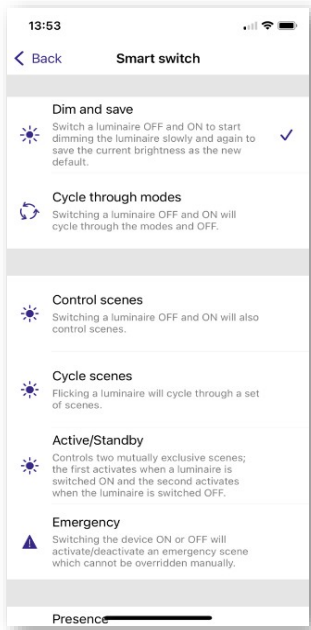 13:53
Back
Smart switch
Dim and save
Switch a luminaire OFF and ON to start
dimming the luminaire slowly and again to
save the current brightness as the new
default.
Cycle through modes
Switching a luminaire OFF and ON will
cycle through the modes and OFF.
Control scenes
Switching a luminaire OFF and ON will also
control scenes.
Cycle scenes
Flicking a luminaire will cycle through a set
of scenes.
Active/Standby
Controls two mutually exclusive scenes;
the first activates when a luminaire is
switched ON and the second activates
when the luminaire is switched OFF.
Emergency
Switching the device ON or OFF will
activate/deactivate an emergency scene
which cannot be overridden manually.
Presence